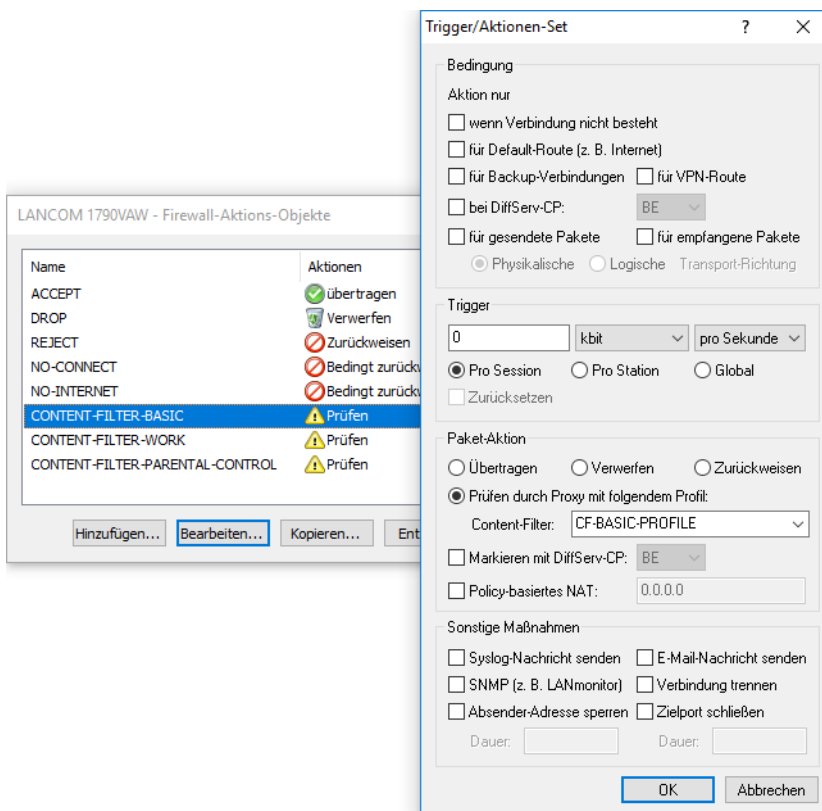 LANCOM 1790VAW - Firewall-Aktions-Objekte
Name Aktionen
ACCEPT übertragen
DROP Verwerfen
REJECT Zurückweisen
NO-CONNECT Bedingt zurückw
NO-INTERNET Bedingt zurückw
CONTENT-FILTER-BASIC Prüfen
CONTENT-FILTER-WORK Prüfen
CONTENT-FILTER-PARENTAL-CONTROL Prüfen
Hinzufügen... Bearbeiten... Kopieren... Ent
Trigger/Aktionen-Set ?
Bedingung
Aktion nur
wenn Verbindung nicht besteht
für Default-Route (z. B. Internet)
für Backup-Verbindungen für VPN-Route
bei DiffServ-CP: BE
für gesendete Pakete für empfangene Pakete
Physikalische Logische Transport-Richtung
Trigger
0 kbit pro Sekunde
Pro Session Pro Station Global
Zurücksetzen
Paket-Aktion
Übertragen Verwerfen Zurückweisen
Prüfen durch Proxy mit folgendem Profil:
Content-Filter: CF-BASIC-PROFILE
Markieren mit DiffServ-CP: BE
Policy-basiertes NAT: 0.0.0.0
Sonstige Maßnahmen
Syslog-Nachricht senden E-Mail-Nachricht senden
SNMP (z. B. LANmonitor) Verbindung trennen
Absender-Adresse sperren Zielport schließen
Dauer: Dauer:
OK Abbrechen